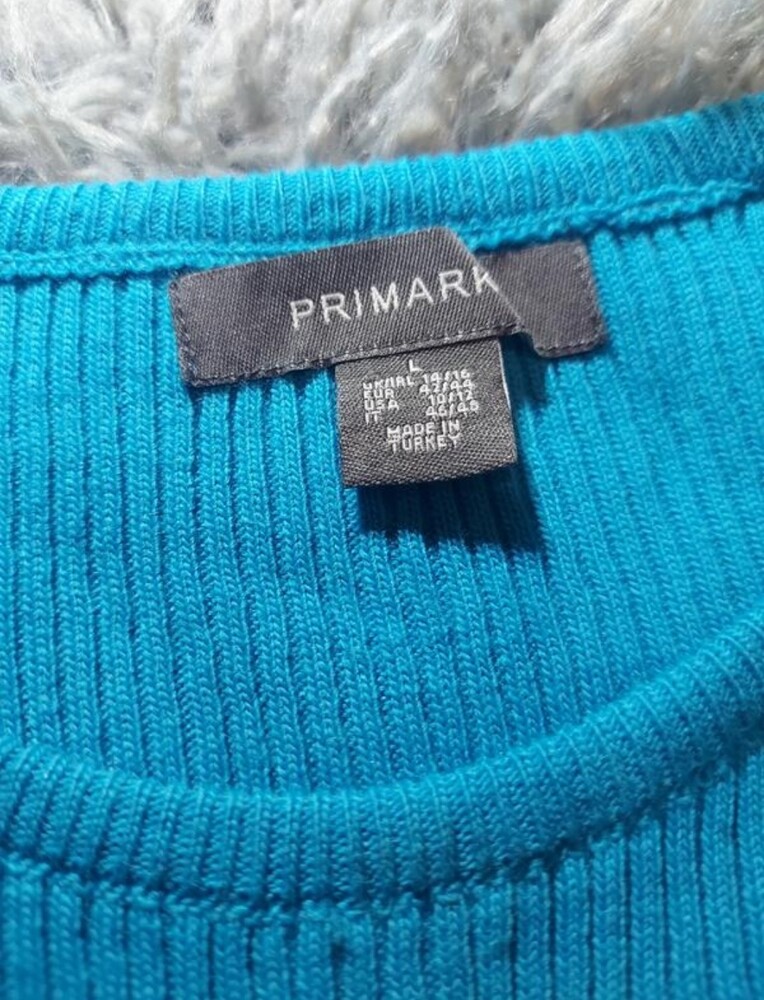 PRIMARK
L
UK/IRL 14/16
EUR 42/44
USA 10/12
IT 46/48
MADE IN
TURKEY